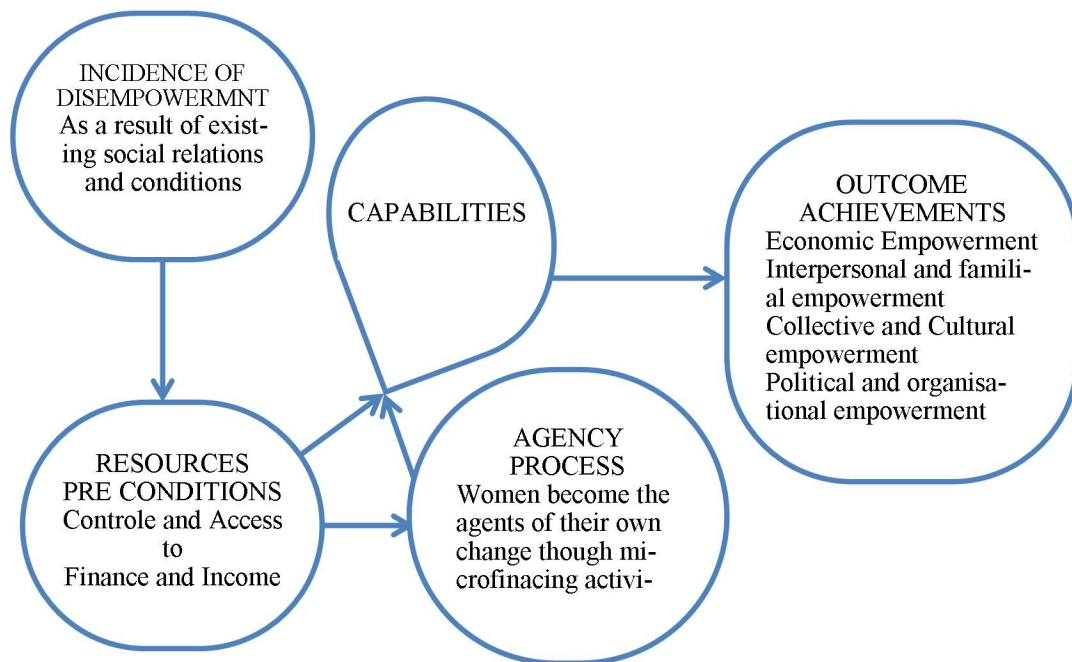 INCIDENCE OF
DISEMPOWERMNT
As a result of exist-
ing social relations
and conditions
CAPABILITIES
OUTCOME
ACHIEVEMENTS
Economic Empowerment
Interpersonal and famili-
al empowerment
Collective and Cultural
empowerment
Political and organisa-
tional empowerment
RESOURCES
PRE CONDITIONS
Controle and Access
to
Finance and Income
AGENCY
PROCESS
Women become the
agents of their own
change though mi-
crofinacing activi-